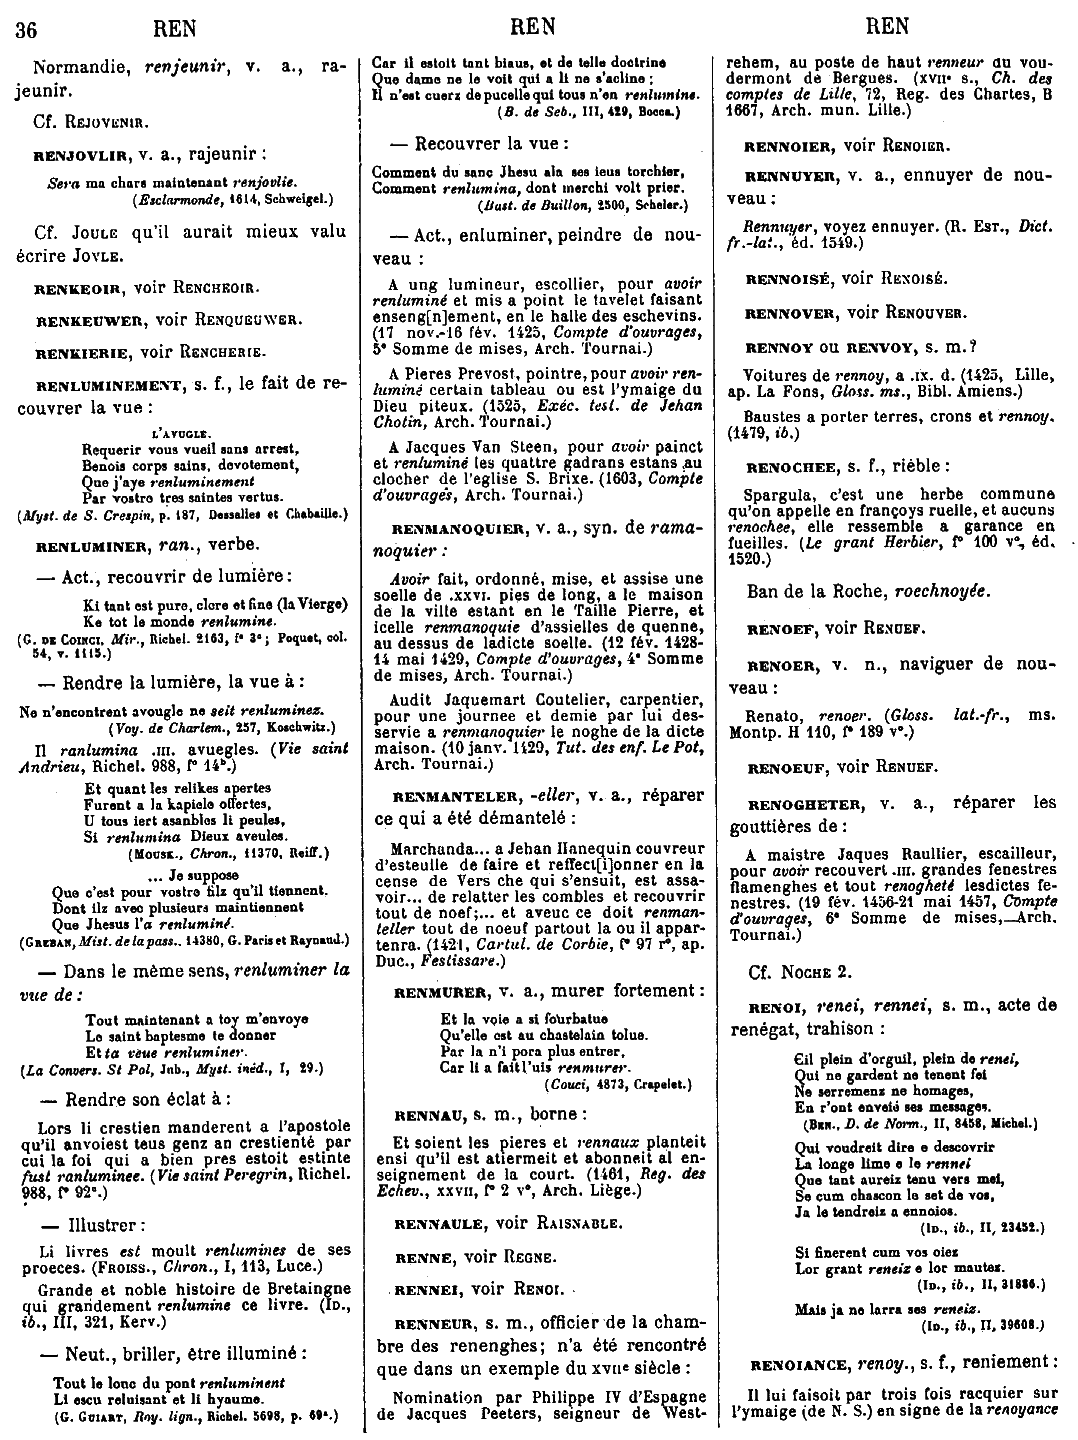 36 REN REN REN
Normandie, renjeunir, v. a., ra-
jeunir.
Cf. REJOVENIR.
RENJOVLIR, v. a., rajeunir :
Sera ma chars maintenant renjovlie.
(Esclarmonde, 1614, Schweigel.)
Cf. JOULE qu'il aurait mieux valu
écrire JOVLE.
RENKEOIR, voir RENCHEOIR.
RENKEUWER, voir RENQUEUWER.
RENKIERIE, voir RENCHERIE.
RENLUMINEMENT, s. f., le fait de re-
couvrer la vue :
L'AVUGLE.
Requerir vous vueil sans arrest,
Benois corps sains, devotement,
Que j'aye renluminement
Par vostre tres saintes vertus.
(Myst. de S. Crespin, p. 187, Dessalles et Chabaille.)
RENLUMINER, ran., verbe.
— Act., recouvrir de lumière :
Ki tant est pure, clere et fine (la Vierge)
Ke tot le monde renlumine.
(G. DE COINCI, Mir., Richel. 2163, f° 3ª ; Poquet, col.
54, v. 1115.)
— Rendre la lumière, la vue à :
Ne n'encontrent avougle ne seit renluminez.
(Voy. de Charlem., 257, Koschwitz.)
Il ranlumina .III. avuegles. (Vie saint
Andrieu, Richel. 988, f° 14ᵇ.)
Et quant les relikes apertes
Furent a la kapiele offertes,
U tous iert asanbles li peules,
Si renlumina Dieux aveules.
(MOUSK., Chron., 11370, Reiff.)
... Je suppose
Que c'est pour vostre filz qu'il tiennent.
Dont ilz avec plusieurs maintiennent
Que Jhesus l'a renluminé.
(GREBAN, Mist. de la pass.. 14380, G. Paris et Raynaud.)
— Dans le même sens, renluminer la
vue de :
Tout maintenant a toy m'envoye
Le saint baptesme te donner
Et ta veue renluminer.
(La Convers. St Pol, Jub., Myst. inéd., I, 29.)
— Rendre son éclat à :
Lors li crestien manderent a l'apostole
qu'il anvoiest teus genz an crestienté par
cui la foi qui a bien pres estoit estinte
fust ranluminee. (Vie saint Peregrin, Richel.
988, f° 92ᵃ.)
— Illustrer :
Li livres est moult renlumines de ses
proeces. (FROISS., Chron., I, 113, Luce.)
Grande et noble histoire de Bretaingne
qui grandement renlumine ce livre. (ID.,
ib., III, 321, Kerv.)
— Neut., briller, être illuminé :
Tout le lonc du pont renluminent
Li escu reluisant et li hyaume.
(G. GUIART, Roy. lign., Richel. 5698, p. 69ᵃ.)
Car il estoit tant biaus, et de telle doctrine
Que dame ne le voit qui a li ne s'acline ;
Il n'est cuerz de pucelle qui tous n'en renlumine.
(B. de Seb., III, 429, Bocca.)
— Recouvrer la vue :
Comment du sanc Jhesu ala ses ieus torchier,
Comment renlumina, dont merchi volt prier.
(Bast. de Buillon, 2500, Scheler.)
— Act., enluminer, peindre de nou-
veau :
A ung lumineur, escollier, pour avoir
renluminé et mis a point le tavelet faisant
enseng[n]ement, en le halle des eschevins.
(17 nov.-16 fév. 1425, Compte d'ouvrages,
5ᵉ Somme de mises, Arch. Tournai.)
A Pieres Prevost, pointre, pour avoir ren-
luminé certain tableau ou est l'ymaige du
Dieu piteux. (1525, Exéc. test. de Jehan
Chotin, Arch. Tournai.)
A Jacques Van Steen, pour avoir painct
et renluminé les quattre gadrans estans au
clocher de l'eglise S. Brixe. (1603, Compte
d'ouvrages, Arch. Tournai.)
RENMANOQUIER, v. a., syn. de rama-
noquier :
Avoir fait, ordonné, mise, et assise une
soelle de .XXVI. pies de long, a le maison
de la ville estant en le Taille Pierre, et
icelle renmanoquie d'assielles de quenne,
au dessus de ladicte soelle. (12 fév. 1428-
14 mai 1429, Compte d'ouvrages, 4ᵉ Somme
de mises, Arch. Tournai.)
Audit Jaquemart Coutelier, carpentier,
pour une journee et demie par lui des-
servie a renmanoquier le noghe de la dicte
maison. (10 janv. 1429, Tut. des enf. Le Pot,
Arch. Tournai.)
RENMANTELER, -eller, v. a., réparer
ce qui a été démantelé :
Marchanda... a Jehan Hanequin couvreur
d'esteulle de faire et reffect[i]onner en la
cense de Vers che qui s'ensuit, est assa-
voir... de relatter les combles et recouvrir
tout de noef;... et aveuc ce doit renman-
teller tout de noeuf partout la ou il appar-
tenra. (1421, Cartul. de Corbie, f° 97 r°, ap.
Duc., Festissare.)
RENMURER, v. a., murer fortement :
Et la voie a si fourbatue
Qu'elle est au chastelain tolue.
Par la n'i pora plus entrer,
Car li a fait l'uis renmurer.
(Couci, 4873, Crapelet.)
RENNAU, s. m., borne :
Et soient les pieres et rennaux planteit
ensi qu'il est atiermeit et abonneit al en-
seignement de la court. (1461, Reg. des
Echev., XXVII, f° 2 v°, Arch. Liège.)
RENNAULE, voir RAISNABLE.
RENNE, voir REGNE.
RENNEI, voir RENOI.
RENNEUR, s. m., officier de la cham-
bre des renenghes ; n'a été rencontré
que dans un exemple du XVIIᵉ siècle :
Nomination par Philippe IV d'Espagne
de Jacques Peeters, seigneur de West-
rehem, au poste de haut renneur du vou-
dermont de Bergues. (XVIIᵉ s., Ch. des
comptes de Lille, 72, Reg. des Chartes, B
1667, Arch. mun. Lille.)
RENNOIER, voir RENOIER.
RENNUYER, v. a., ennuyer de nou-
veau :
Rennuyer, voyez ennuyer. (R. EST., Dict.
fr.-lat., éd. 1549.)
RENNOISÉ, voir RENOISÉ.
RENNOVER, voir RENOUVER.
RENNOY OU RENVOY, s. m.?
Voitures de rennoy, a .IX. d. (1425, Lille,
ap. La Fons, Gloss. ms., Bibl. Amiens.)
Baustes a porter terres, crons et rennoy.
(1479, ib.)
RENOCHEE, s. f., rièble :
Spargula, c'est une herbe commune
qu'on appelle en françoys ruelle, et aucuns
renochee, elle ressemble a garance en
fueilles. (Le grant Herbier, f° 100 v°, éd.
1520.)
Ban de la Roche, roechnoyée.
RENOEF, voir RENUEF.
RENOER, v. n., naviguer de nou-
veau :
Renato, renoer. (Gloss. lat.-fr., ms.
Montp. H 110, f° 189 v°.)
RENOEUF, voir RENUEF.
RENOGHETER, v. a., réparer les
gouttières de :
A maistre Jaques Raullier, escailleur,
pour avoir recouvert .III. grandes fenestres
flamenghes et tout renogheté lesdictes fe-
nestres. (19 fév. 1456-21 mai 1457, Compte
d'ouvrages, 6ᵉ Somme de mises, Arch.
Tournai.)
Cf. NOCHE 2.
RENOI, renei, rennei, s. m., acte de
renégat, trahison :
Cil plein d'orguil, plein de renei,
Qui ne gardent ne tenent fei
Ne serremenz ne homages,
En r'ont enveié ses messages.
(BEN., D. de Norm., II, 8458, Michel.)
Qui voudreit dire e descovrir
La longe lime e le rennei
Que tant aureiz tenu vers mei,
Se cum chascon le set de vos,
Ja le tendreiz a ennoios.
(ID., ib., II, 23452.)
Si finerent cum vos oiez
Lor grant reneiz e lor mautez.
(ID., ib., II, 31886.)
Mais ja ne larra ses reneiz.
(ID., ib., II, 39608.)
RENOIANCE, renoy., s. f., reniement :
Il lui faisoit par trois fois racquier sur
l'ymaige (de N. S.) en signe de la renoyance